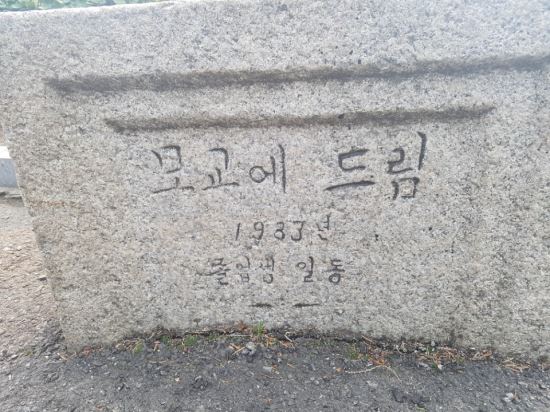 모교에 드림
1933년
졸업생 일동